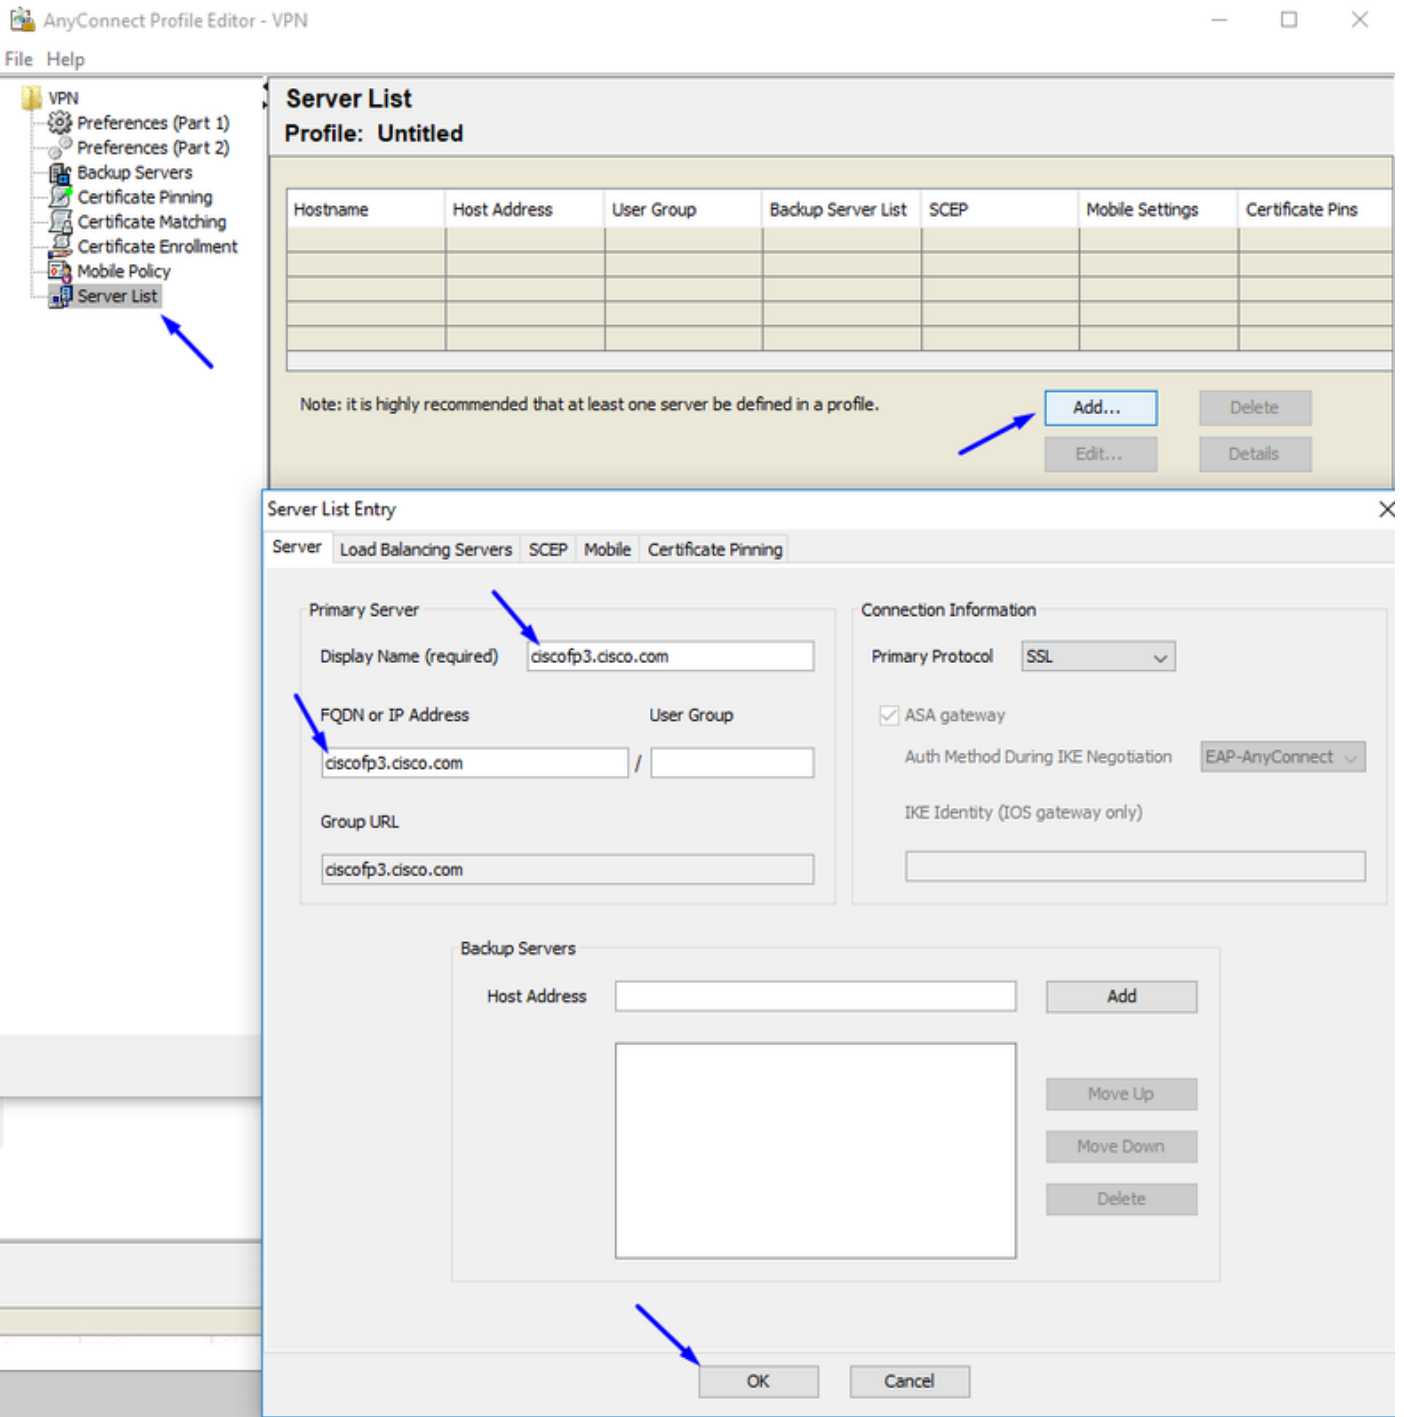 AnyConnect Profile Editor - VPN
File Help
VPN
Preferences (Part 1)
Preferences (Part 2)
Backup Servers
Certificate Pinning
Certificate Matching
Certificate Enrollment
Mobile Policy
Server List
Server List
Profile: Untitled
Hostname Host Address User Group Backup Server List SCEP Mobile Settings Certificate Pins
Note: it is highly recommended that at least one server be defined in a profile.
Add... Delete
Edit... Details
Server List Entry
Server Load Balancing Servers SCEP Mobile Certificate Pinning
Primary Server
Display Name (required) ciscofp3.cisco.com
FQDN or IP Address User Group
ciscofp3.cisco.com /
Group URL
ciscofp3.cisco.com
Connection Information
Primary Protocol SSL
ASA gateway
Auth Method During IKE Negotiation EAP-AnyConnect
IKE Identity (IOS gateway only)
Backup Servers
Host Address Add
Move Up
Move Down
Delete
OK Cancel